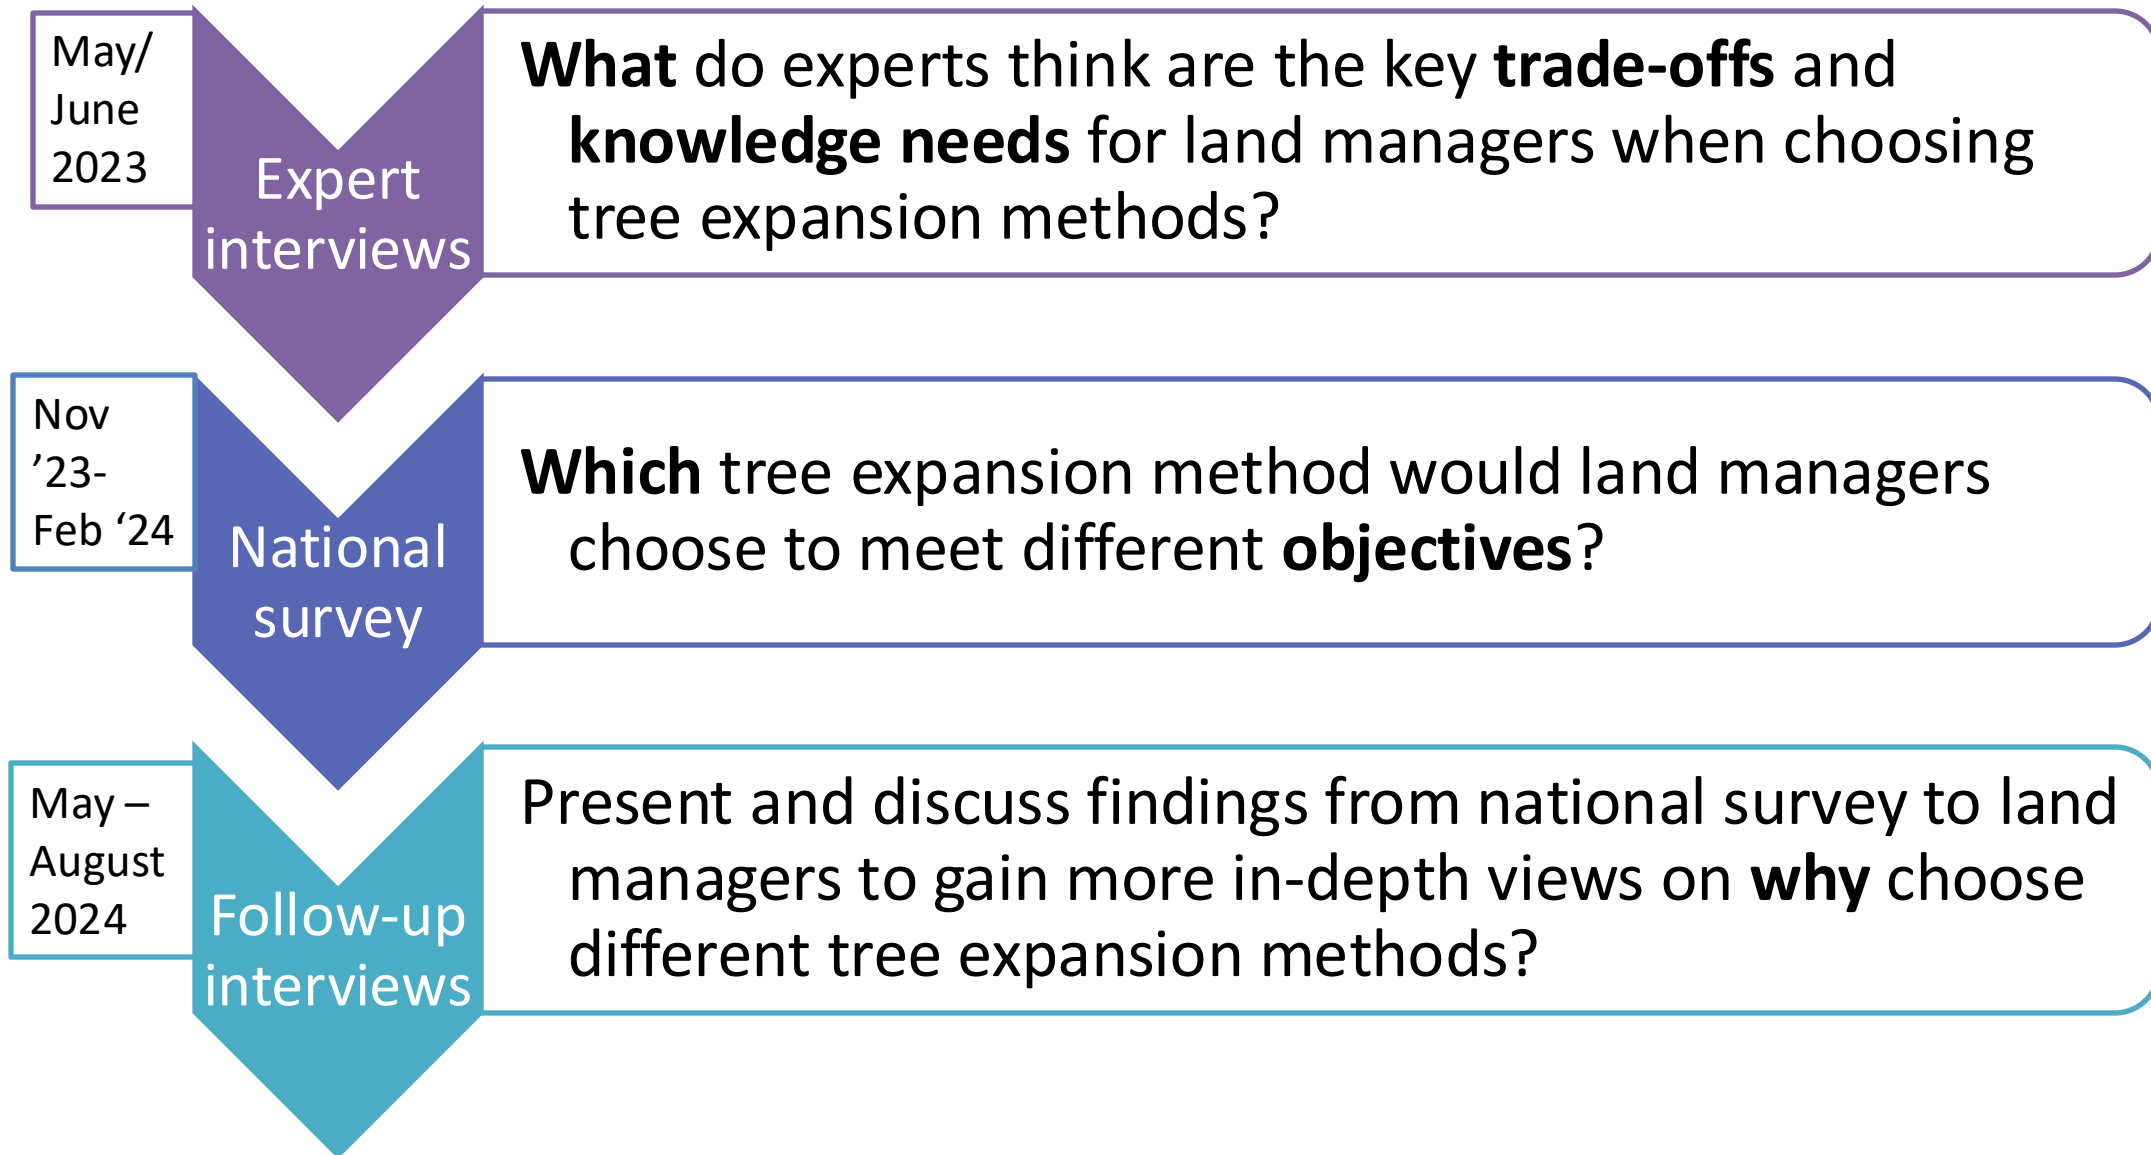 May/
June
2023
Expert
interviews
What do experts think are the key trade-offs and
knowledge needs for land managers when choosing
tree expansion methods?
Nov
’23-
Feb ‘24
National
survey
Which tree expansion method would land managers
choose to meet different objectives?
May –
August
2024
Follow-up
interviews
Present and discuss findings from national survey to land
managers to gain more in-depth views on why choose
different tree expansion methods?